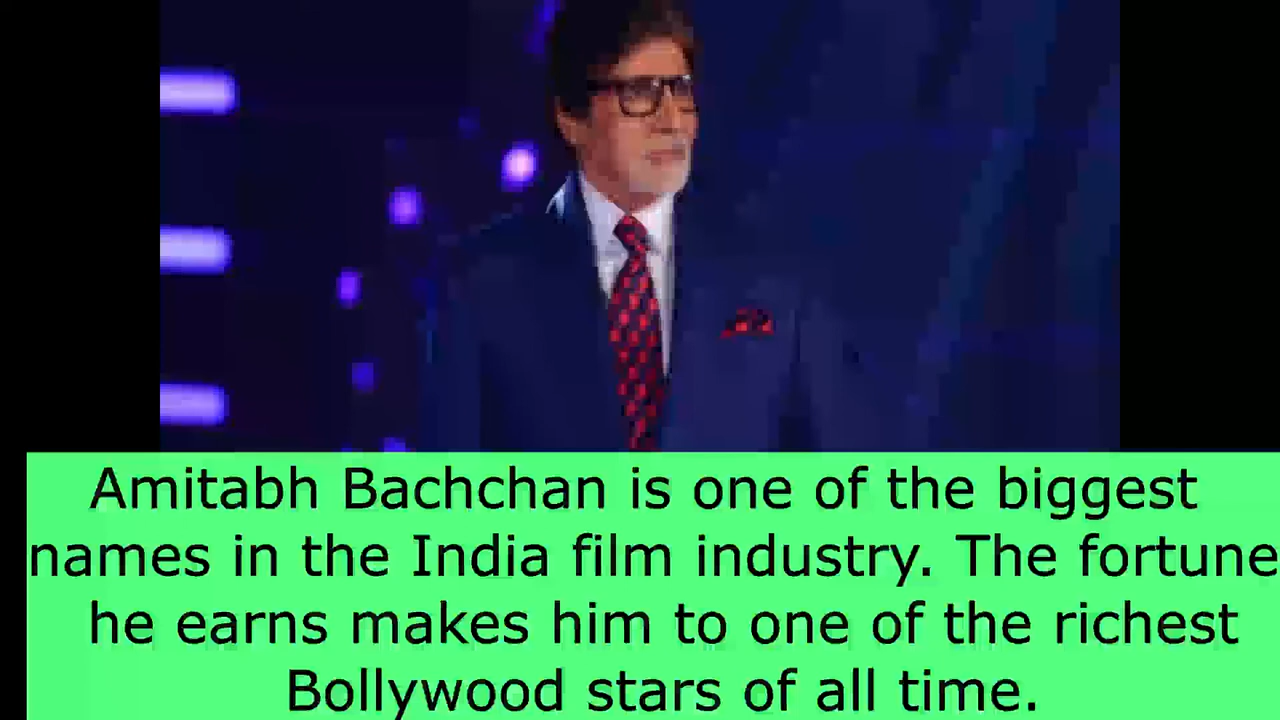 Amitabh Bachchan is one of the biggest
names in the India film industry. The fortune
he earns makes him to one of the richest
Bollywood stars of all time.